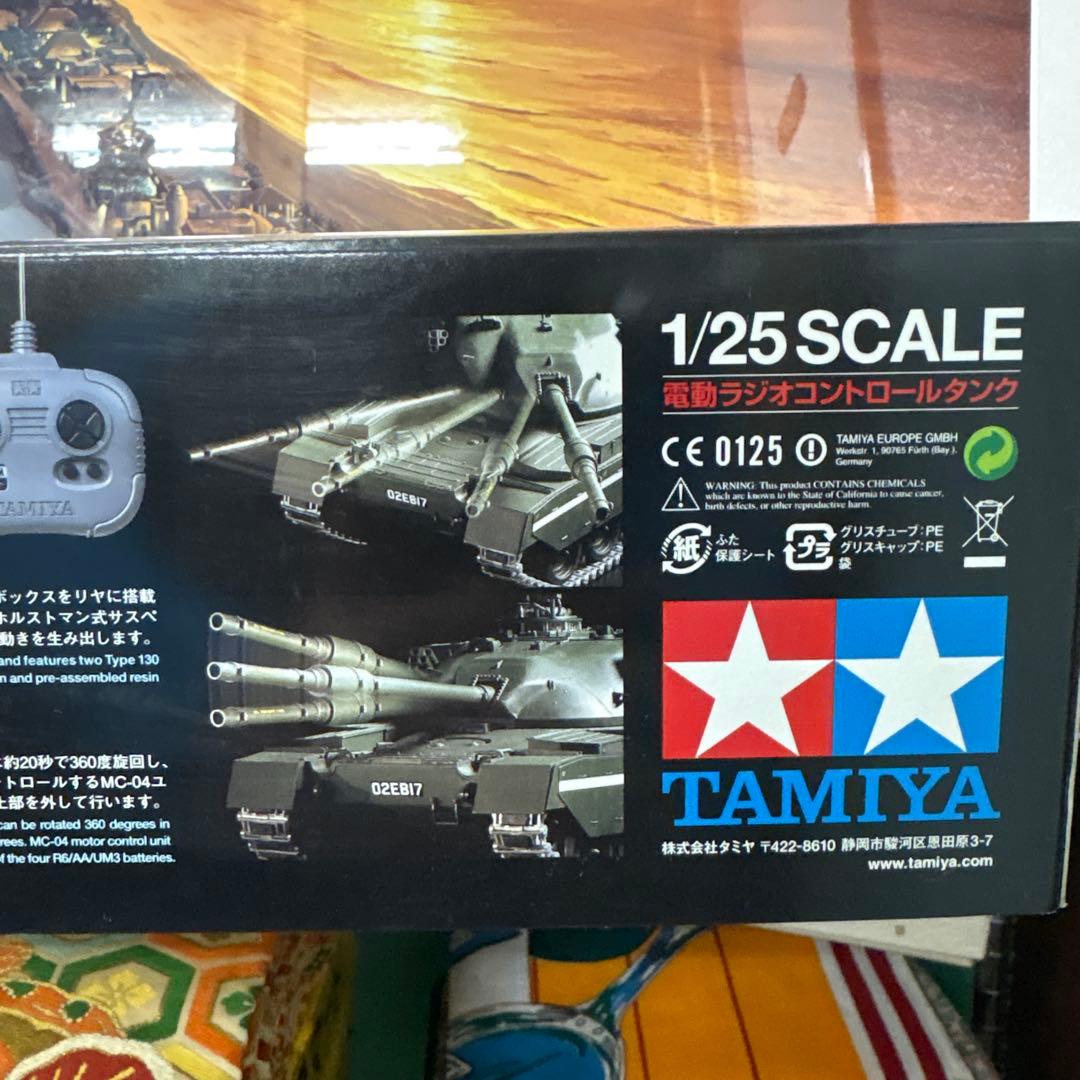 TAMIYA
ボックスをリヤに搭載
ホルストマン式サスペ
動きを生み出します。
and features two Type 130
n and pre-assembled resin
約20秒で360度旋回し、
ントロールするMC-04ユ
上部を外して行います。
can be rotated 360 degrees in
rees. MC-04 motor control unit
of the four R6/AA/UM3 batteries.
02EB17
02EB17
1/25 SCALE
電動ラジオコントロールタンク
CE 0125
TAMIYA EUROPE GMBH
Werkstr. 1, 90765 Fürth (Bay).
Germany
WARNING: This product CONTAINS CHEMICALS
which are known to the State of California to cause cancer,
birth defects, or other reproductive harm.
紙 ふた
保護シート
プラ グリスチューブ:PE
グリスキャップ:PE
袋
TAMIYA
株式会社タミヤ 〒422-8610 静岡市駿河区恩田原3-7
www.tamiya.com